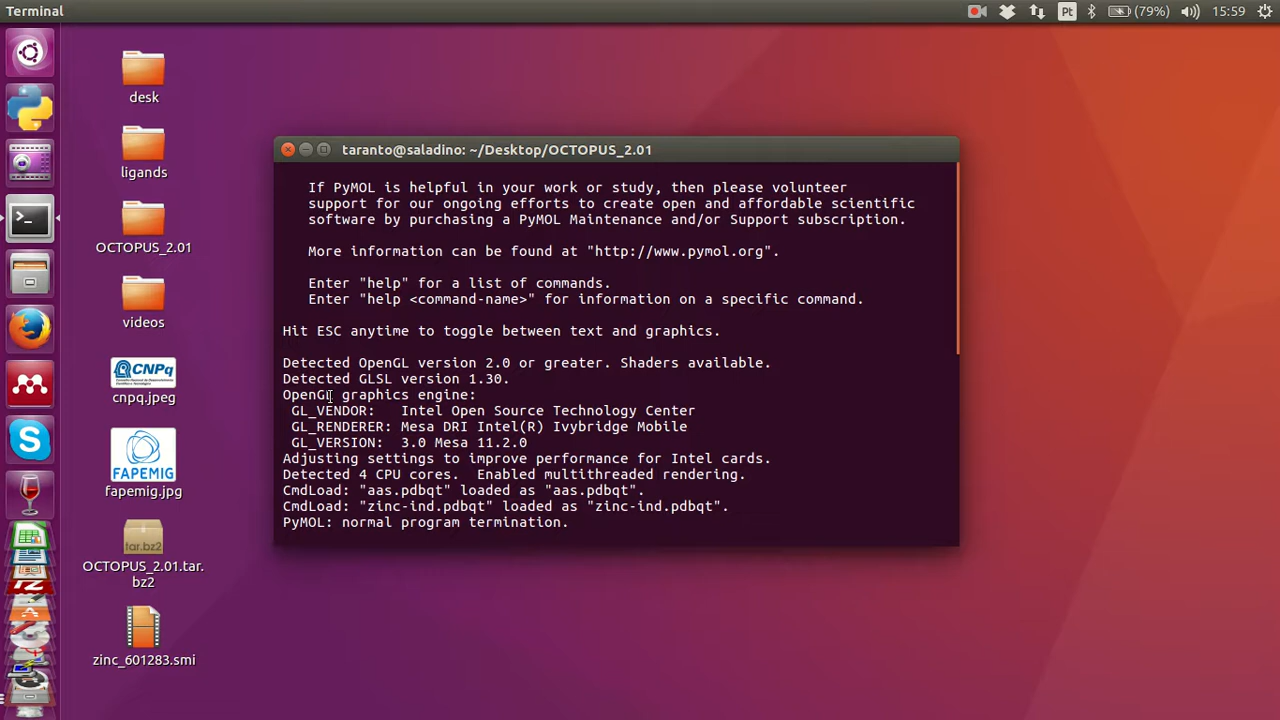 Terminal
Pt
(79%)
15:59
desk
ligands
OCTOPUS_2.01
videos
CNPq
cnpq.jpeg
FAPEMIG
fapemig.jpg
tar.bz2
OCTOPUS_2.01.tar.
bz2
zinc_601283.smi
taranto@saladino: ~/Desktop/OCTOPUS_2.01
If PyMOL is helpful in your work or study, then please volunteer
support for our ongoing efforts to create open and affordable scientific
software by purchasing a PyMOL Maintenance and/or Support subscription.
More information can be found at "http://www.pymol.org".
Enter "help" for a list of commands.
Enter "help <command-name>" for information on a specific command.
Hit ESC anytime to toggle between text and graphics.
Detected OpenGL version 2.0 or greater. Shaders available.
Detected GLSL version 1.30.
OpenGL graphics engine:
GL_VENDOR:   Intel Open Source Technology Center
GL_RENDERER: Mesa DRI Intel(R) Ivybridge Mobile
GL_VERSION:  3.0 Mesa 11.2.0
Adjusting settings to improve performance for Intel cards.
Detected 4 CPU cores.  Enabled multithreaded rendering.
CmdLoad: "aas.pdbqt" loaded as "aas.pdbqt".
CmdLoad: "zinc-ind.pdbqt" loaded as "zinc-ind.pdbqt".
PyMOL: normal program termination.